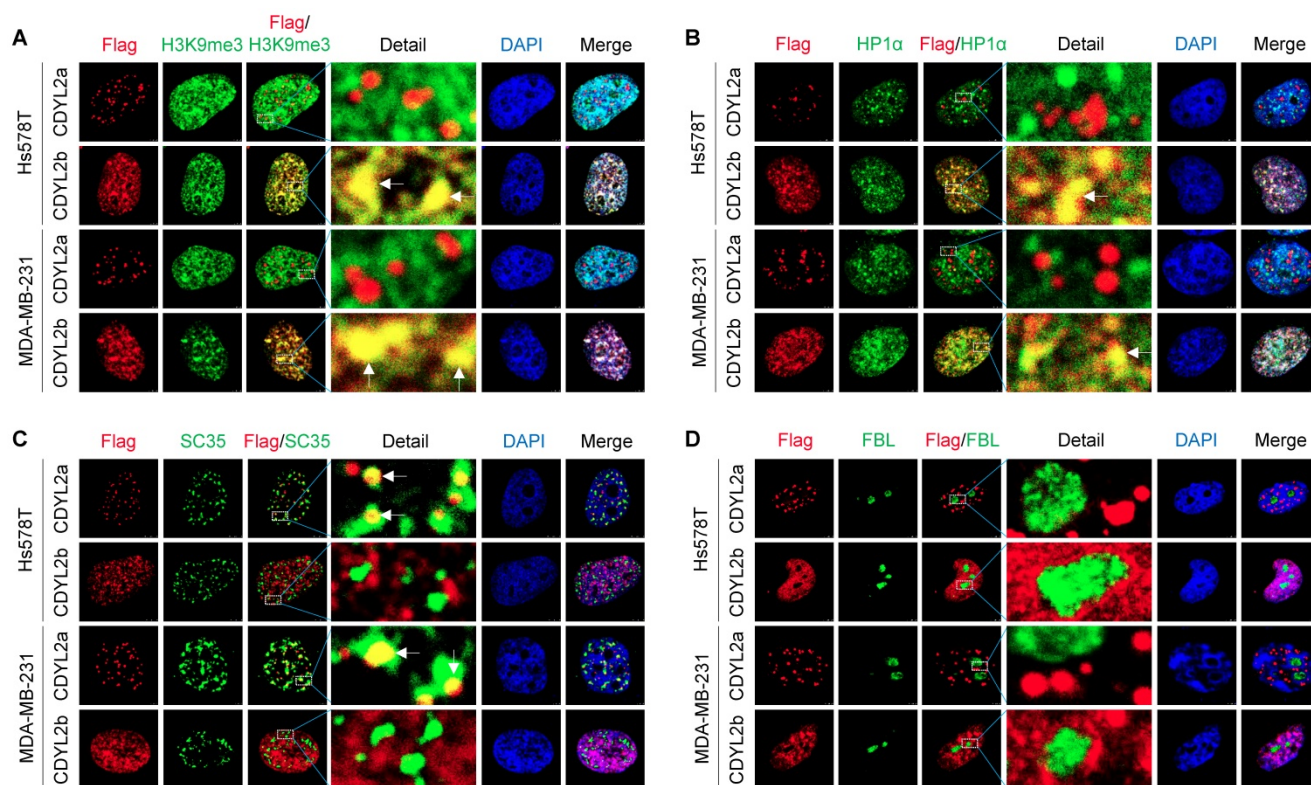 A
Flag H3K9me3 Flag/ H3K9me3 Detail DAPI Merge
Hs578T
CDYL2a
CDYL2b
MDA-MB-231
CDYL2a
CDYL2b
B
Flag HP1α Flag/HP1α Detail DAPI Merge
Hs578T
CDYL2a
CDYL2b
MDA-MB-231
CDYL2a
CDYL2b
C
Flag SC35 Flag/SC35 Detail DAPI Merge
Hs578T
CDYL2a
CDYL2b
MDA-MB-231
CDYL2a
CDYL2b
D
Flag FBL Flag/FBL Detail DAPI Merge
Hs578T
CDYL2a
CDYL2b
MDA-MB-231
CDYL2a
CDYL2b